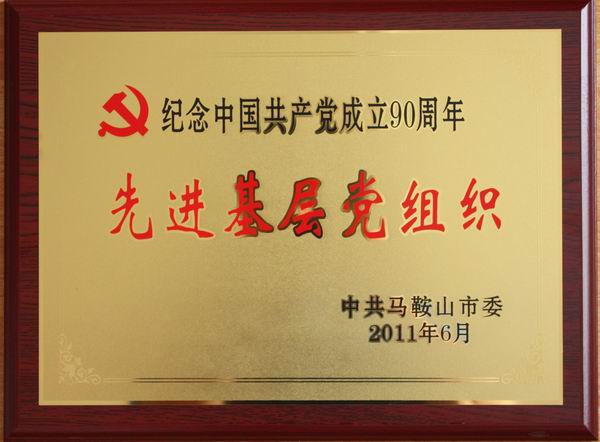 纪念中国共产党成立90周年
先进基层党组织
中共马鞍山市委
2011年6月